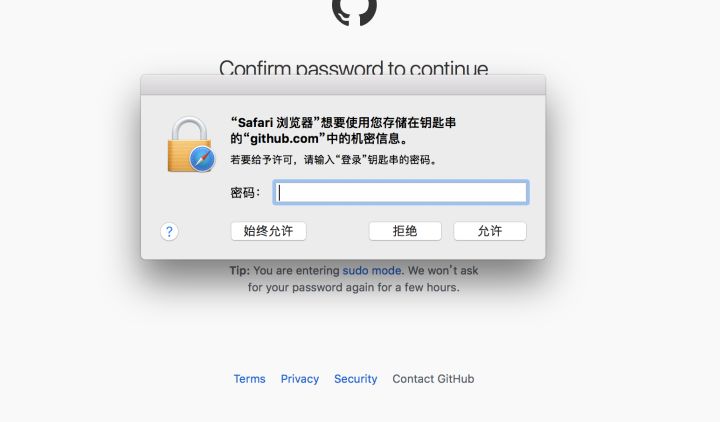 Confirm password to continue
“Safari 浏览器”想要使用您存储在钥匙串
的“github.com”中的机密信息。
若要给予许可，请输入“登录”钥匙串的密码。
密码：
?
始终允许
拒绝
允许
Tip: You are entering sudo mode. We won't ask
for your password again for a few hours.
Terms Privacy Security Contact GitHub